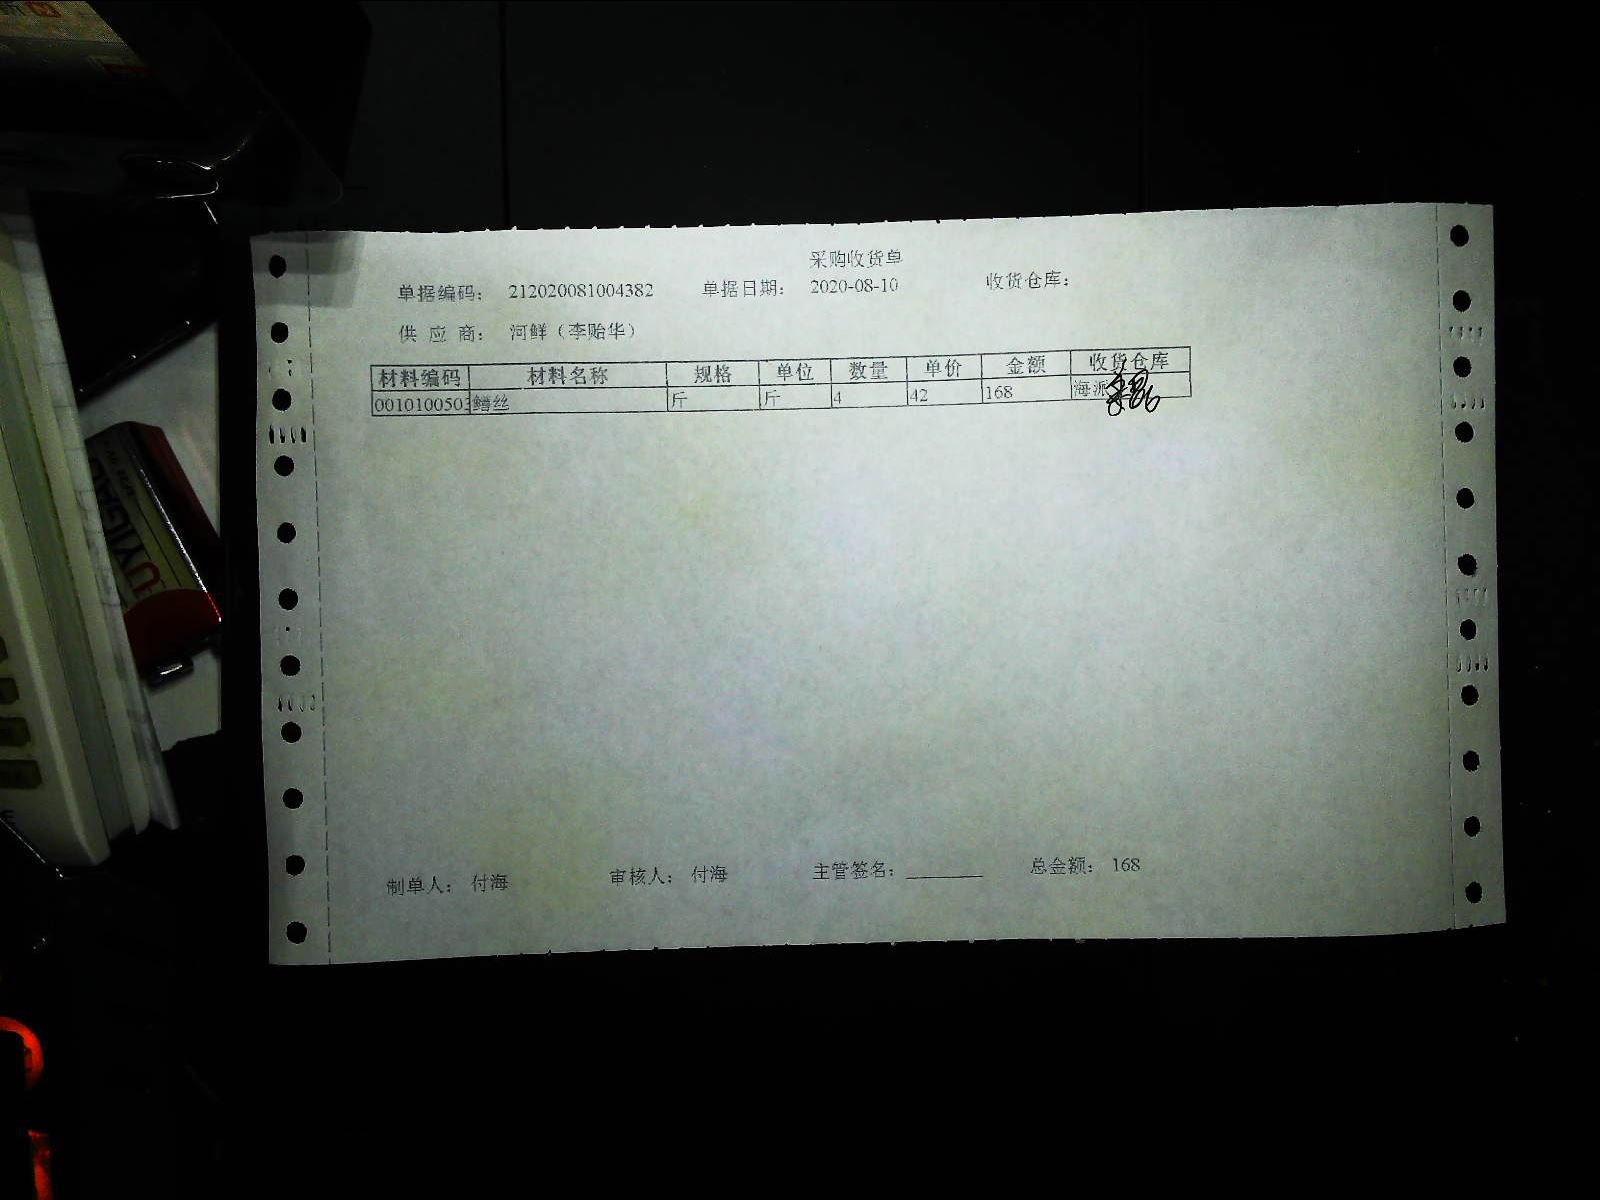 采购收货单
单据编码： 212020081004382 单据日期： 2020-08-10 收货仓库：
供 应 商： 河鲜（李贻华）
材料编码 材料名称 规格 单位 数量 单价 金额 收货仓库
0010100503 鳝丝 斤 斤 4 42 168 海派
制单人： 付海 审核人： 付海 主管签名：________ 总金额： 168